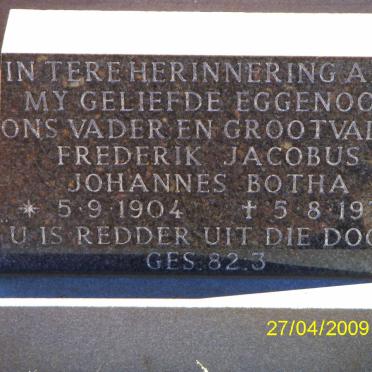 IN TERE HERINNERING A
MY GELIEFDE EGGENOO
ONS VADER EN GROOTVA
FREDERIK JACOBUS
JOHANNES BOTHA
* 5.9.1904 † 5.8.19
U IS REDDER UIT DIE DOO
GES. 82.3
27/04/2009